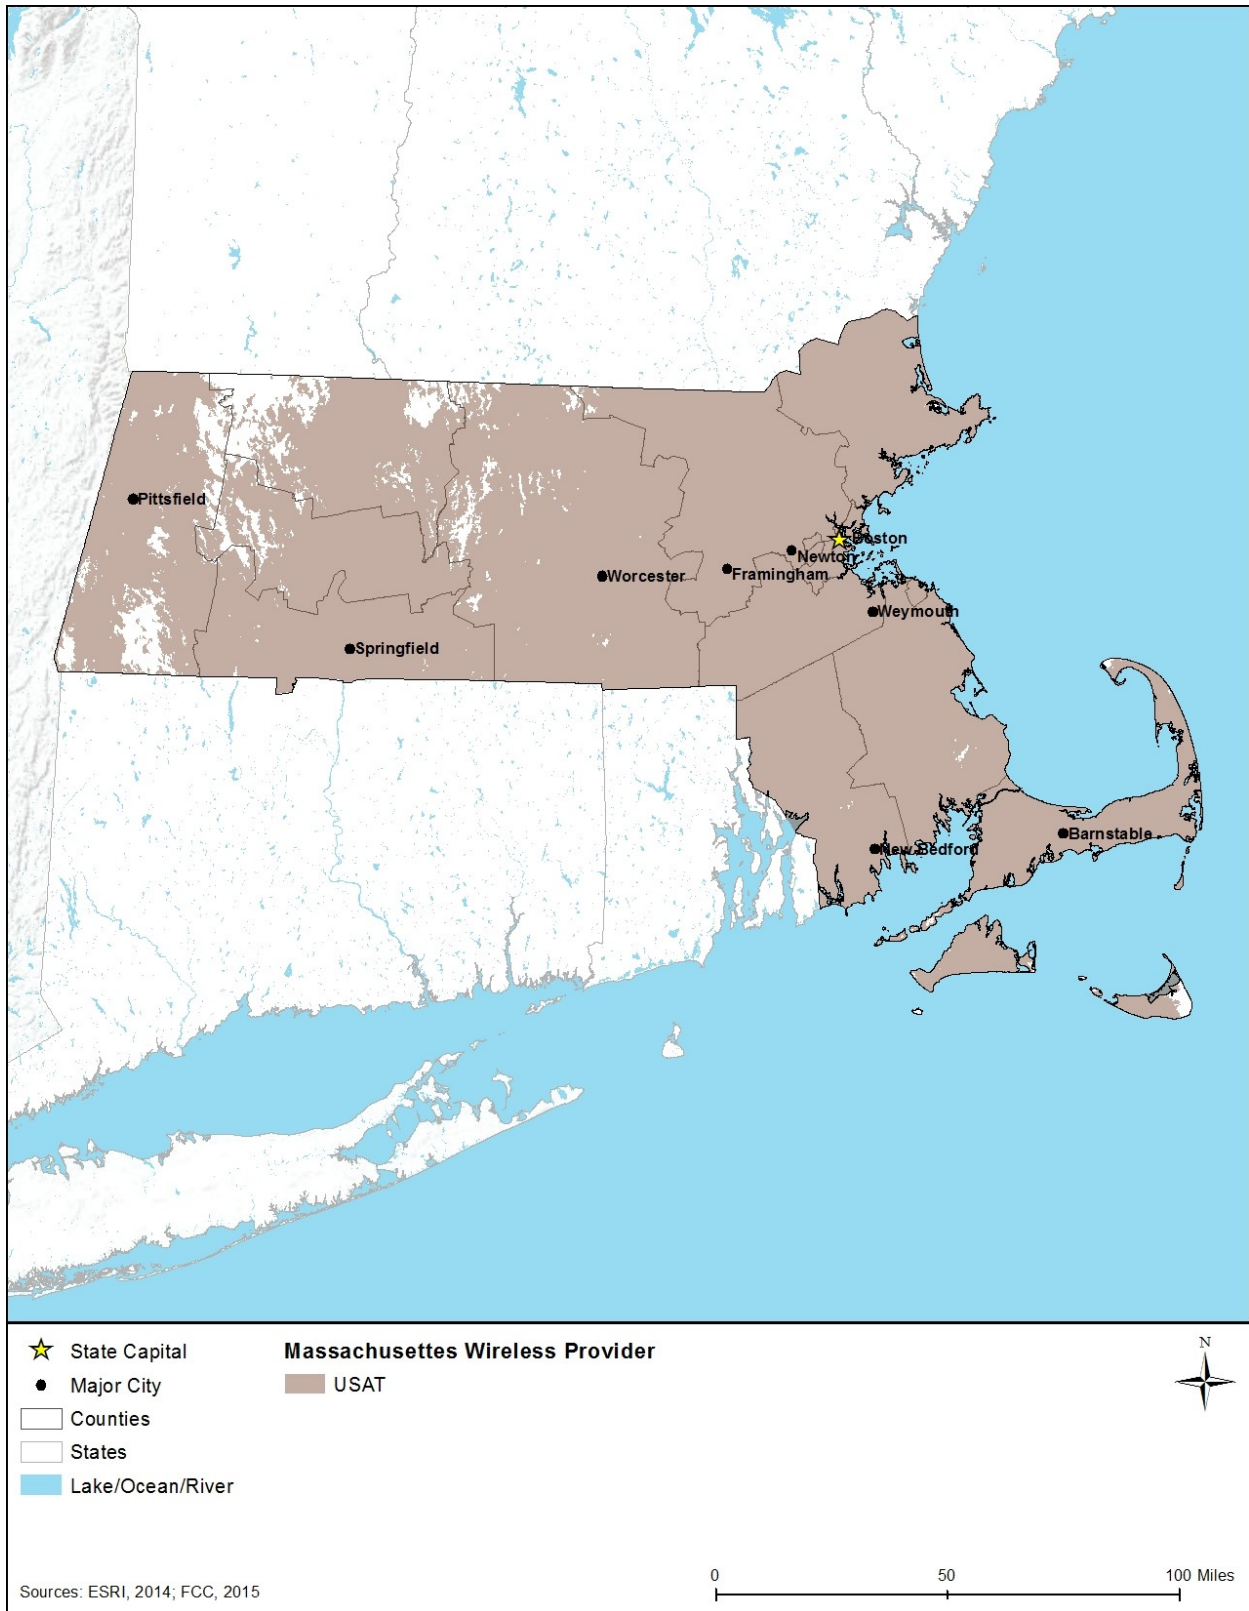 Pittsfield
Boston
Newton
Framingham
Worcester
Weymouth
Springfield
Barnstable
New Bedford
State Capital
Major City
Counties
States
Lake/Ocean/River
Massachusettes Wireless Provider
USAT
N
Sources: ESRI, 2014; FCC, 2015
0 50 100 Miles